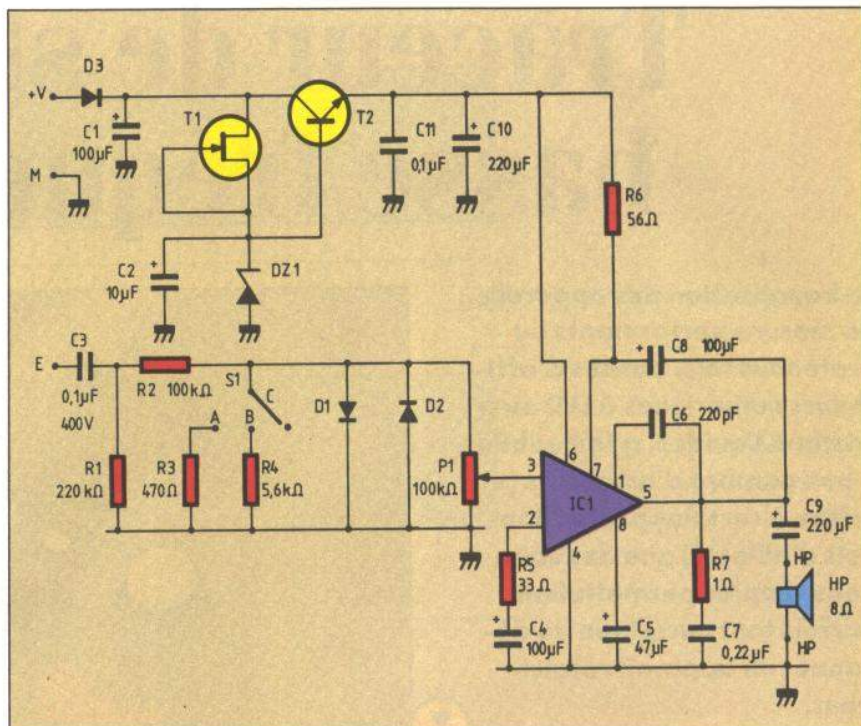 D3
+V
T1
T2
C1
100µF
C11
0,1µF
C10
220µF
M
R6
56Ω
C2
10µF
DZ1
C3
E
0,1µF
400V
R2 100kΩ
S1
C
A
B
D1
D2
C8 100µF
C6 220pF
R1
220kΩ
R3
470Ω
R4
5,6kΩ
P1
100kΩ
3
2
6
7
1
8
4
5
IC1
R5
33Ω
C4
100µF
C5
47µF
R7
1Ω
C7
0,22µF
C9
220µF
HP
HP
8Ω
HP